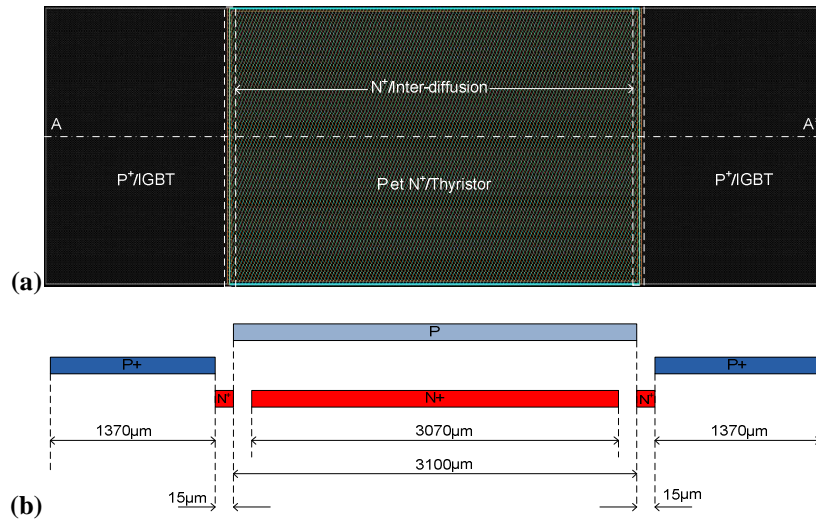 N⁺/Inter-diffusion
A A'
P⁺/IGBT P et N⁺/Thyristor P⁺/IGBT
(a)
P
P+ P+
N⁺ N+ N⁺
1370µm 3070µm 1370µm
3100µm
(b) 15µm 15µm